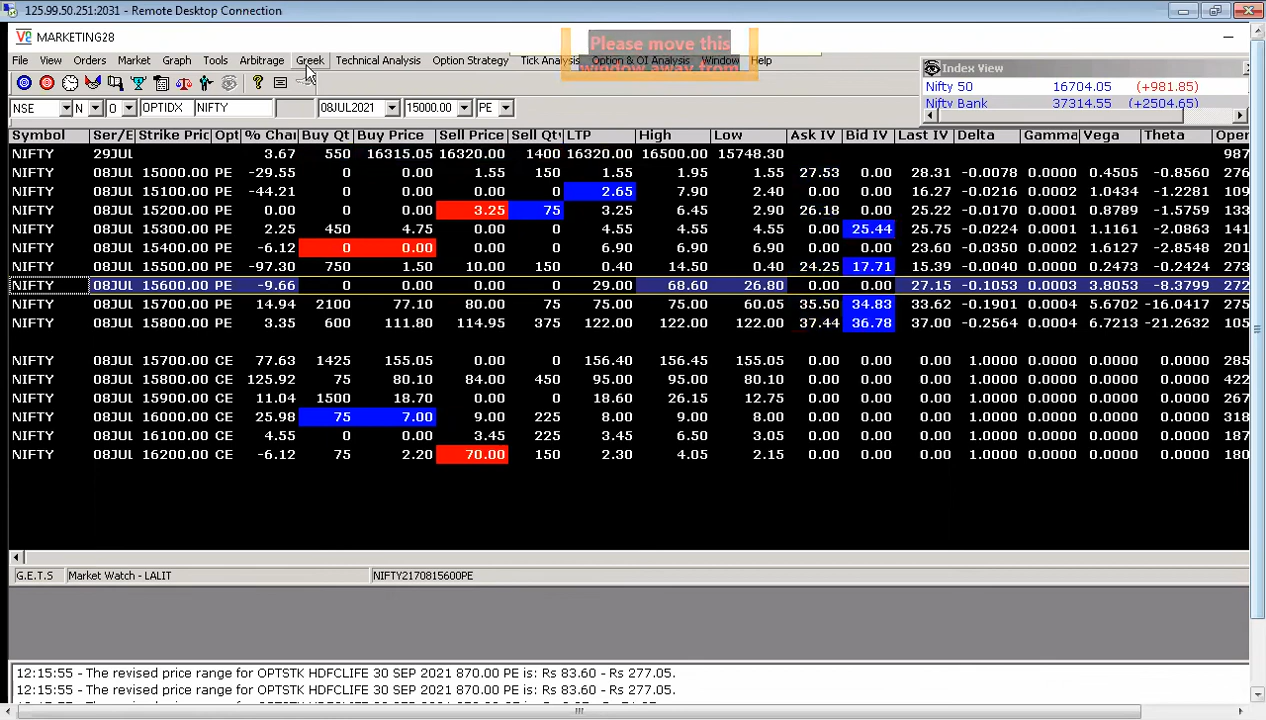 125.99.50.251:2031 - Remote Desktop Connection
MARKETING28
Please move this
window away from
File View Orders Market Graph Tools Arbitrage Greek Technical Analysis Option Strategy Tick Analysis Option & OI Analysis Window Help
Index View
Nifty 50 16704.05 (+981.85)
Nifty Bank 37314.55 (+2504.65)
NSE N O OPTIDX NIFTY 08JUL2021 15000.00 PE
Symbol Ser/E Strike Pric Opt % Chai Buy Qt Buy Price Sell Price Sell Qty LTP High Low Ask IV Bid IV Last IV Delta Gamma Vega Theta Oper
NIFTY 29JUL 3.67 550 16315.05 16320.00 1400 16320.00 16500.00 15748.30 987
NIFTY 08JUL 15000.00 PE -29.55 0 0.00 1.55 150 1.55 1.95 1.55 27.53 0.00 28.31 -0.0078 0.0000 0.4505 -0.8560 276
NIFTY 08JUL 15100.00 PE -44.21 0 0.00 0.00 0 2.65 7.90 2.40 0.00 0.00 16.27 -0.0216 0.0002 1.0434 -1.2281 109
NIFTY 08JUL 15200.00 PE 0.00 0 0.00 3.25 75 3.25 6.45 2.90 26.18 0.00 25.22 -0.0170 0.0001 0.8789 -1.5759 133
NIFTY 08JUL 15300.00 PE 2.25 450 4.75 0.00 0 4.55 4.55 4.55 0.00 25.44 25.75 -0.0224 0.0001 1.1161 -2.0863 141
NIFTY 08JUL 15400.00 PE -6.12 0 0.00 0.00 0 6.90 6.90 6.90 0.00 0.00 23.60 -0.0350 0.0002 1.6127 -2.8548 201
NIFTY 08JUL 15500.00 PE -97.30 750 1.50 10.00 150 0.40 14.50 0.40 24.25 17.71 15.39 -0.0040 0.0000 0.2473 -0.2424 273
NIFTY 08JUL 15600.00 PE -9.66 0 0.00 0.00 0 29.00 68.60 26.80 0.00 0.00 27.15 -0.1053 0.0003 3.8053 -8.3799 272
NIFTY 08JUL 15700.00 PE 14.94 2100 77.10 80.00 75 75.00 75.00 60.05 35.50 34.83 33.62 -0.1901 0.0004 5.6702 -16.0417 275
NIFTY 08JUL 15800.00 PE 3.35 600 111.80 114.95 375 122.00 122.00 122.00 37.44 36.78 37.00 -0.2564 0.0004 6.7213 -21.2632 105
NIFTY 08JUL 15700.00 CE 77.63 1425 155.05 0.00 0 156.40 156.45 155.05 0.00 0.00 0.00 1.0000 0.0000 0.0000 0.0000 285
NIFTY 08JUL 15800.00 CE 125.92 75 80.10 84.00 450 95.00 95.00 80.10 0.00 0.00 0.00 1.0000 0.0000 0.0000 0.0000 422
NIFTY 08JUL 15900.00 CE 11.04 1500 18.70 0.00 0 18.60 26.15 12.75 0.00 0.00 0.00 1.0000 0.0000 0.0000 0.0000 267
NIFTY 08JUL 16000.00 CE 25.98 75 7.00 9.00 225 8.00 9.00 8.00 0.00 0.00 0.00 1.0000 0.0000 0.0000 0.0000 318
NIFTY 08JUL 16100.00 CE 4.55 0 0.00 3.45 225 3.45 6.50 3.05 0.00 0.00 0.00 1.0000 0.0000 0.0000 0.0000 187
NIFTY 08JUL 16200.00 CE -6.12 75 2.20 70.00 150 2.30 4.05 2.15 0.00 0.00 0.00 1.0000 0.0000 0.0000 0.0000 180
G.E.T.S Market Watch - LALIT NIFTY2170815600PE
12:15:55 - The revised price range for OPTSTK HDFCLIFE 30 SEP 2021 870.00 PE is: Rs 83.60 - Rs 277.05.
12:15:55 - The revised price range for OPTSTK HDFCLIFE 30 SEP 2021 870.00 PE is: Rs 83.60 - Rs 277.05.